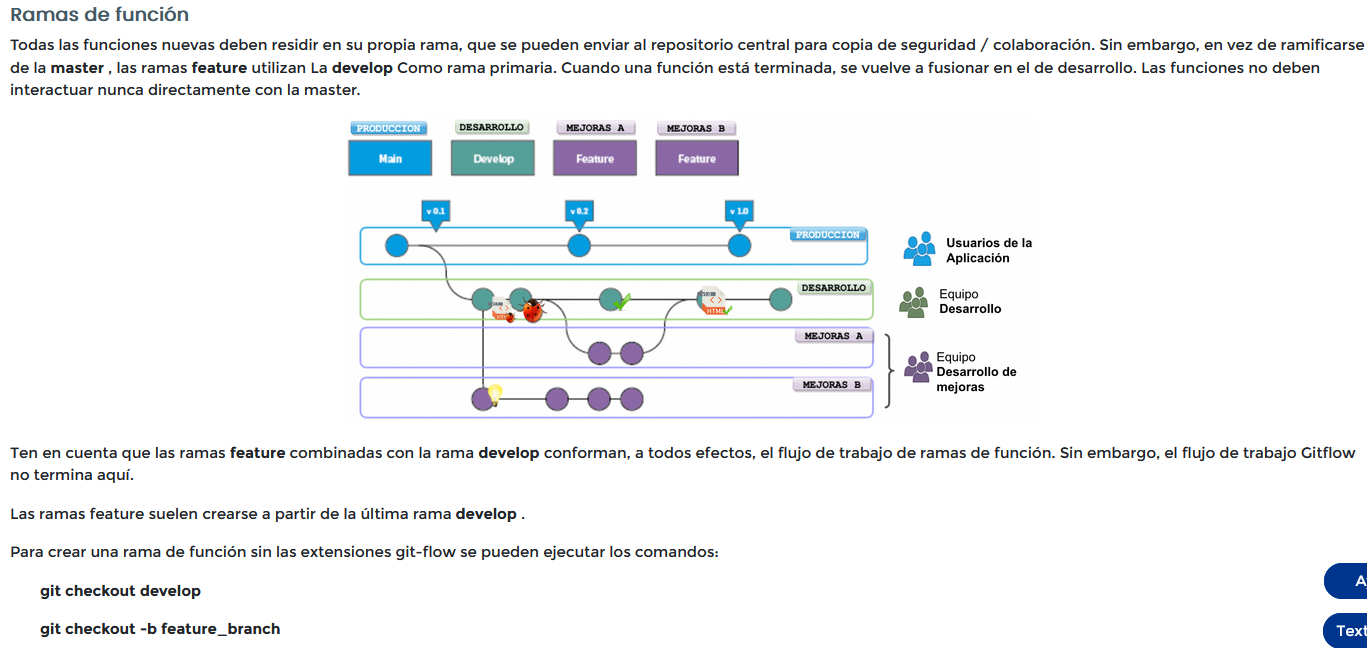 Ramas de función
Todas las funciones nuevas deben residir en su propia rama, que se pueden enviar al repositorio central para copia de seguridad / colaboración. Sin embargo, en vez de ramificarse
de la master , las ramas feature utilizan La develop Como rama primaria. Cuando una función está terminada, se vuelve a fusionar en el de desarrollo. Las funciones no deben
interactuar nunca directamente con la master.
PRODUCCION
DESARROLLO
MEJORAS A
MEJORAS B
Main
Develop
Feature
Feature
v 0.1
v 0.2
v 1.0
PRODUCCION
Usuarios de la
Aplicación
DESARROLLO
Equipo
Desarrollo
HTML
MEJORAS A
Equipo
Desarrollo de
mejoras
MEJORAS B
Ten en cuenta que las ramas feature combinadas con la rama develop conforman, a todos efectos, el flujo de trabajo de ramas de función. Sin embargo, el flujo de trabajo Gitflow
no termina aquí.
Las ramas feature suelen crearse a partir de la última rama develop .
Para crear una rama de función sin las extensiones git-flow se pueden ejecutar los comandos:
git checkout develop
git checkout -b feature_branch
Text